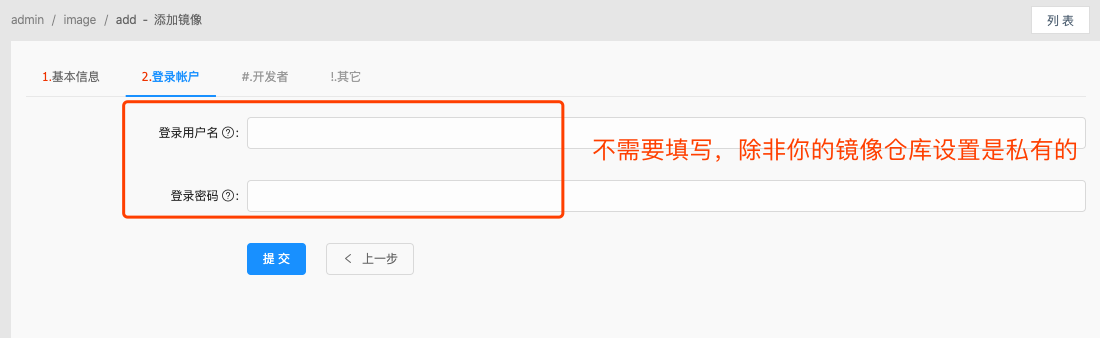 admin / image / add - 添加镜像
列 表
1.基本信息 2.登录帐户 #.开发者 !.其它
登录用户名 ?:
不需要填写，除非你的镜像仓库设置是私有的
登录密码 ?:
提 交 < 上一步